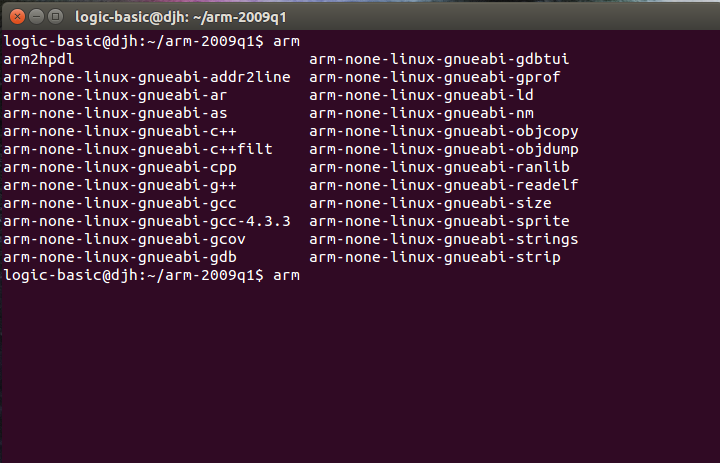 logic-basic@djh: ~/arm-2009q1
logic-basic@djh:~/arm-2009q1$ arm
arm2hpdl arm-none-linux-gnueabi-gdbtui
arm-none-linux-gnueabi-addr2line arm-none-linux-gnueabi-gprof
arm-none-linux-gnueabi-ar arm-none-linux-gnueabi-ld
arm-none-linux-gnueabi-as arm-none-linux-gnueabi-nm
arm-none-linux-gnueabi-c++ arm-none-linux-gnueabi-objcopy
arm-none-linux-gnueabi-c++filt arm-none-linux-gnueabi-objdump
arm-none-linux-gnueabi-cpp arm-none-linux-gnueabi-ranlib
arm-none-linux-gnueabi-g++ arm-none-linux-gnueabi-readelf
arm-none-linux-gnueabi-gcc arm-none-linux-gnueabi-size
arm-none-linux-gnueabi-gcc-4.3.3 arm-none-linux-gnueabi-sprite
arm-none-linux-gnueabi-gcov arm-none-linux-gnueabi-strings
arm-none-linux-gnueabi-gdb arm-none-linux-gnueabi-strip
logic-basic@djh:~/arm-2009q1$ arm